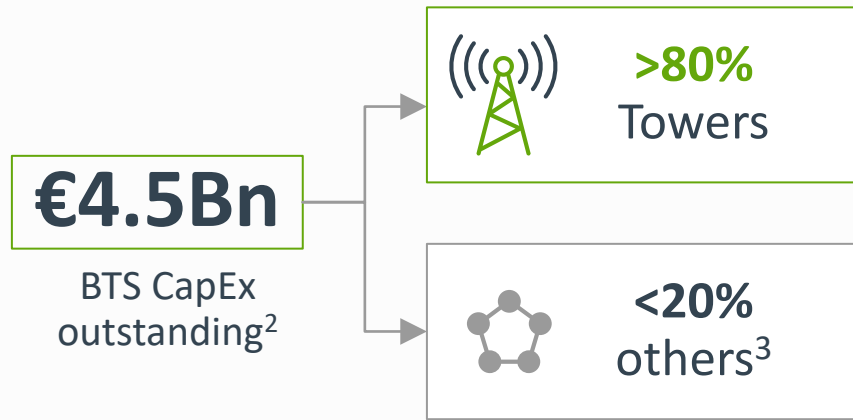 >80%
Towers
€4.5Bn
BTS CapEx
outstanding²
<20%
others³